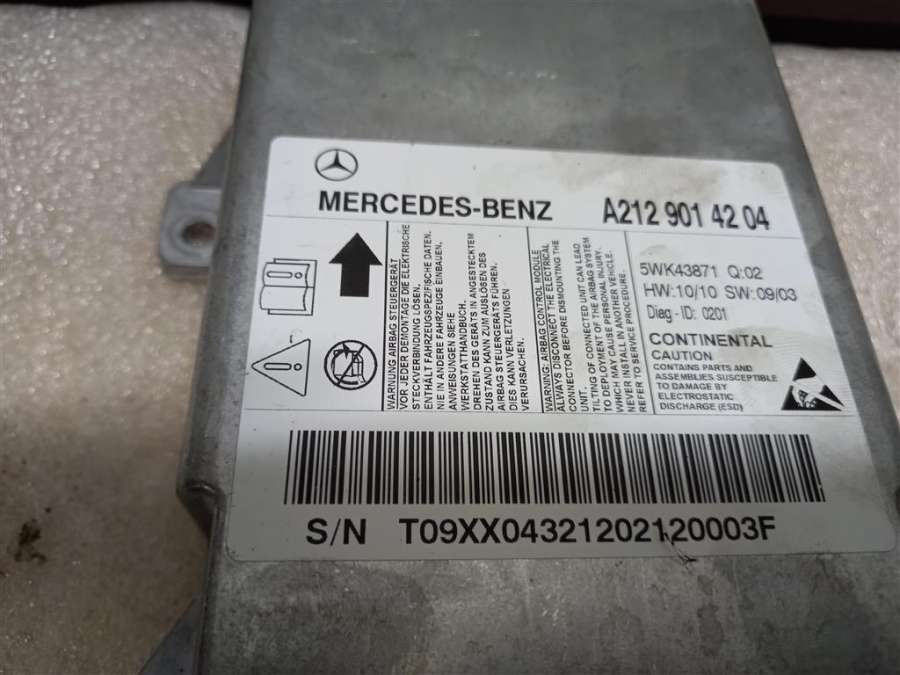 MERCEDES-BENZ A212 901 42 04
WARNUNG AIRBAG STEUERGERÄT
VOR JEDER DEMONTAGE DIE ELEKTRISCHE
STECKVERBINDUNG LÖSEN.
ENTHÄLT FAHRZEUGSPEZIFISCHE DATEN.
NIE IN ANDERE FAHRZEUGE EINBAUEN.
ANWEISUNGEN SIEHE
WERKSTATTHANDBUCH.
DREHEN DES GERÄTS IN ANGESTECKTEM
ZUSTAND KANN ZUM AUSLÖSEN DES
AIRBAG STEUERGERÄTS FÜHREN.
DIES KANN VERLETZUNGEN
VERURSACHEN.
WARNING: AIRBAG CONTROL MODULE
ALWAYS DISCONNECT THE ELECTRICAL
CONNECTOR BEFORE DISMOUNTING THE
UNIT.
TILTING OF CONNECTED UNIT CAN LEAD
TO DEPLOYMENT OF THE AIRBAG SYSTEM
WHICH MAY CAUSE PERSONAL INJURY.
NEVER INSTALL IN ANOTHER VEHICLE.
REFER TO SERVICE PROCEDURE.
5WK43871 Q:02
HW:10/10 SW:09/03
Diag-ID: 0201
CONTINENTAL
CAUTION
CONTAINS PARTS AND
ASSEMBLIES SUSCEPTIBLE
TO DAMAGE BY
ELECTROSTATIC
DISCHARGE (ESD)
S/N T09XX04321202120003F